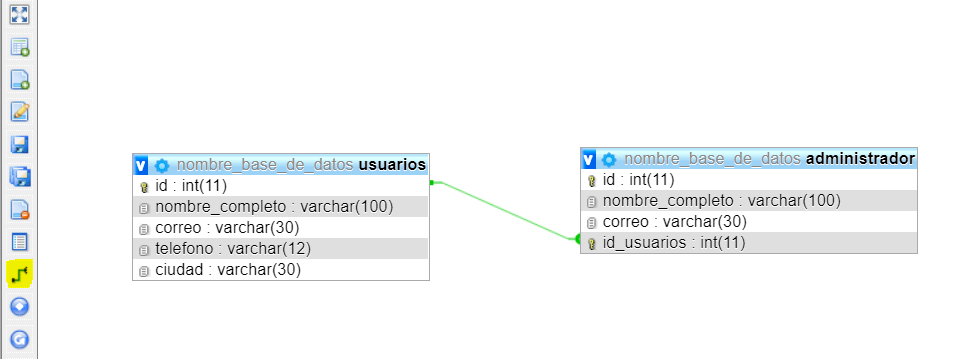 v nombre_base_de_datos usuarios
id : int(11)
nombre_completo : varchar(100)
correo : varchar(30)
telefono : varchar(12)
ciudad : varchar(30)
v nombre_base_de_datos administrador
id : int(11)
nombre_completo : varchar(100)
correo : varchar(30)
id_usuarios : int(11)